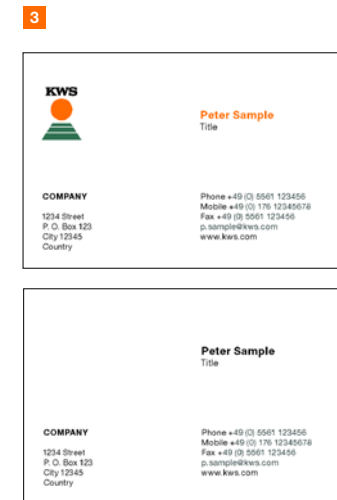 3
KWS
Peter Sample
Title
COMPANY
1234 Street
P. O. Box 123
City 12345
Country
Phone +49 (0) 5561 123456
Mobile +49 (0) 176 12345678
Fax +49 (0) 5561 123456
p.sample@kws.com
www.kws.com
Peter Sample
Title
COMPANY
1234 Street
P. O. Box 123
City 12345
Country
Phone +49 (0) 5561 123456
Mobile +49 (0) 176 12345678
Fax +49 (0) 5561 123456
p.sample@kws.com
www.kws.com